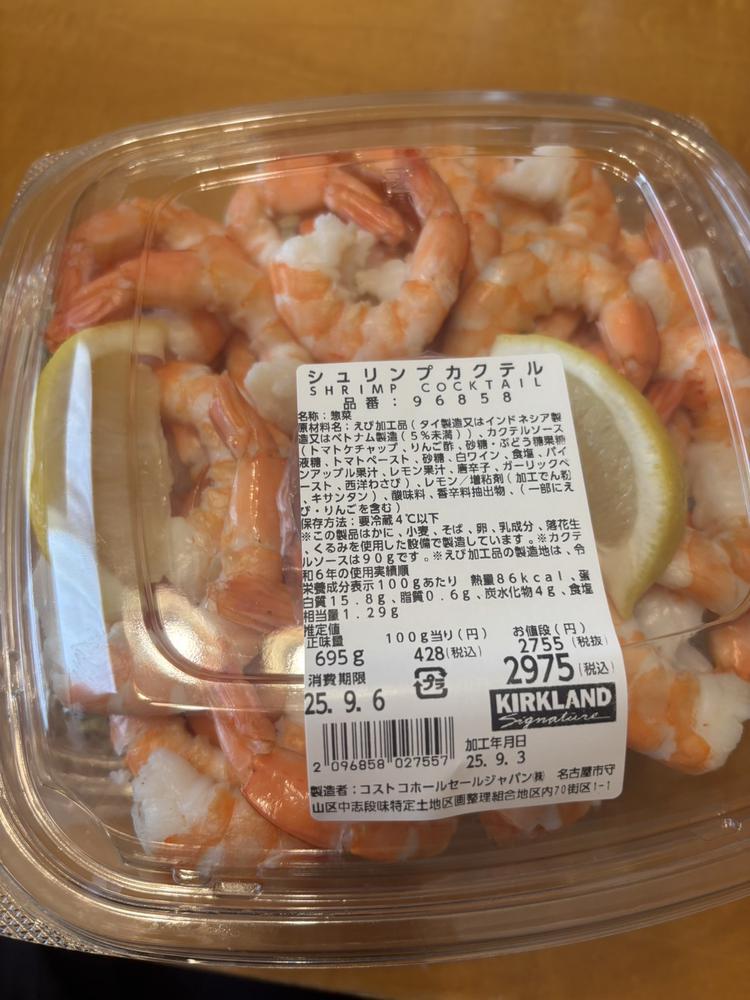 シュリンプカクテル
SHRIMP COCKTAIL
品番：96858
名称：惣菜
原材料名：えび加工品（タイ製造又はインドネシア製
造又はベトナム製造（5％未満））、カクテルソース
（トマトケチャップ、りんご酢、砂糖・ぶどう糖果糖
液糖、トマトペースト、砂糖、白ワイン、食塩、パイ
ンアップル果汁、レモン果汁、唐辛子、ガーリックペ
ースト、西洋わさび）、レモン／増粘剤（加工でん粉
、キサンタン）、酸味料、香辛料抽出物、（一部にえ
び・りんごを含む）
保存方法：要冷蔵4℃以下
※この製品はかに、小麦、そば、卵、乳成分、落花生
、くるみを使用した設備で製造しています。※カクテ
ルソースは90gです。※えび加工品の製造地は、令
和6年の使用実績順
栄養成分表示100gあたり 熱量86kcal、蛋
白質15.8g、脂質0.6g、炭水化物4g、食塩
相当量1.29g
推定値
正味量 100g当り(円) お値段(円)
2755(税抜)
695g 428(税込) 2975(税込)
消費期限
25.9.6 プラ KIRKLAND
Signature
加工年月日
25.9.3
2 096858 027557
製造者：コストコホールセールジャパン㈱ 名古屋市守
山区中志段味特定土地区画整理組合地区内70街区1-1